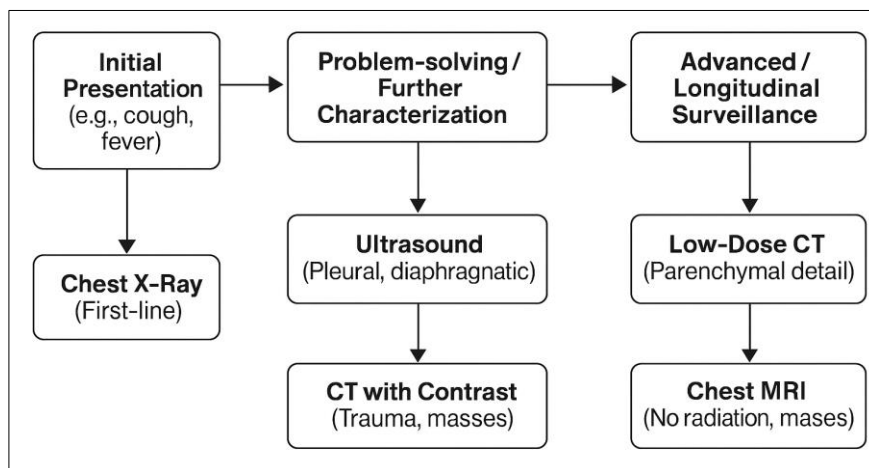 Initial
Presentation
(e.g., cough,
fever)
Problem-solving /
Further
Characterization
Advanced /
Longitudinal
Surveillance
Chest X-Ray
(First-line)
Ultrasound
(Pleural, diaphragnatic)
Low-Dose CT
(Parenchymal detail)
CT with Contrast
(Trauma, masses)
Chest MRI
(No radiation, mases)